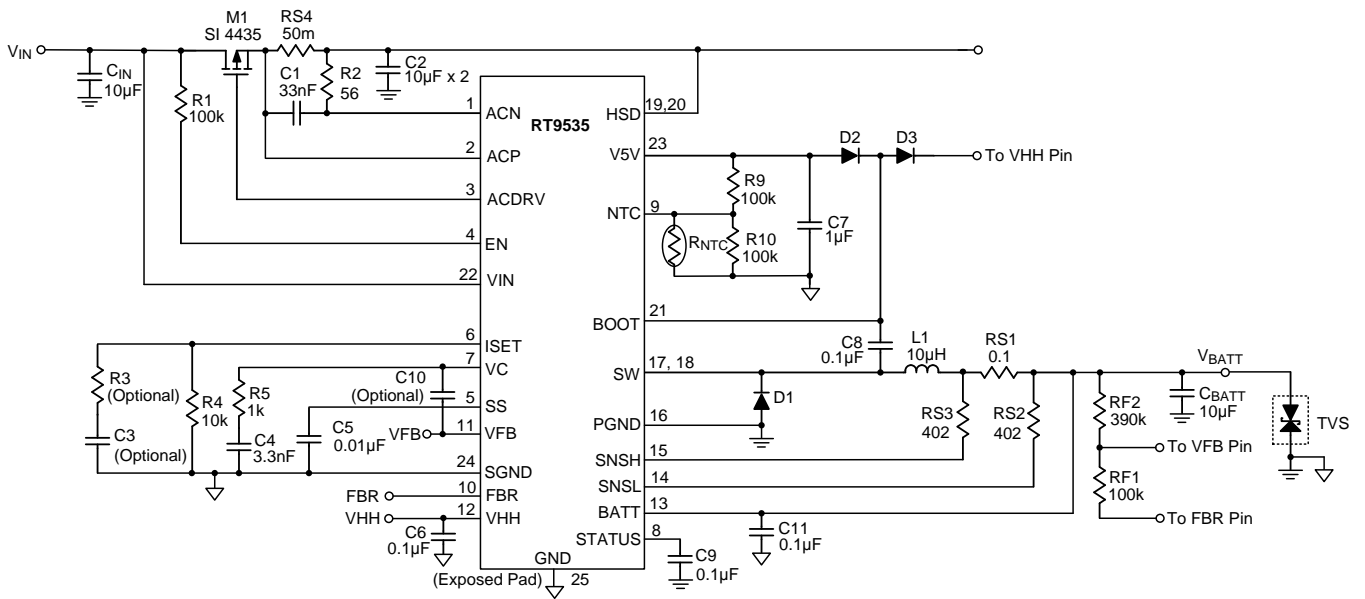 M1
SI 4435
RS4
50m
VIN
CIN
10µF
R1
100k
C1
33nF
R2
56
C2
10µF x 2
1
ACN
2
ACP
3
ACDRV
4
EN
22
VIN
6
ISET
7
VC
5
SS
11
VFB
24
SGND
10
FBR
12
VHH
RT9535
HSD
19,20
V5V
23
NTC
9
BOOT
21
SW
17, 18
PGND
16
SNSH
15
SNSL
14
BATT
13
STATUS
8
GND
(Exposed Pad)
25
R3
(Optional)
C3
(Optional)
R4
10k
R5
1k
C4
3.3nF
C5
0.01µF
C10
(Optional)
VFB
FBR
VHH
C6
0.1µF
D2
D3
To VHH Pin
R9
100k
RNTC
R10
100k
C7
1µF
C8
0.1µF
L1
10µH
RS1
0.1
D1
RS3
402
RS2
402
VBATT
RF2
390k
CBATT
10µF
TVS
To VFB Pin
RF1
100k
To FBR Pin
C11
0.1µF
C9
0.1µF